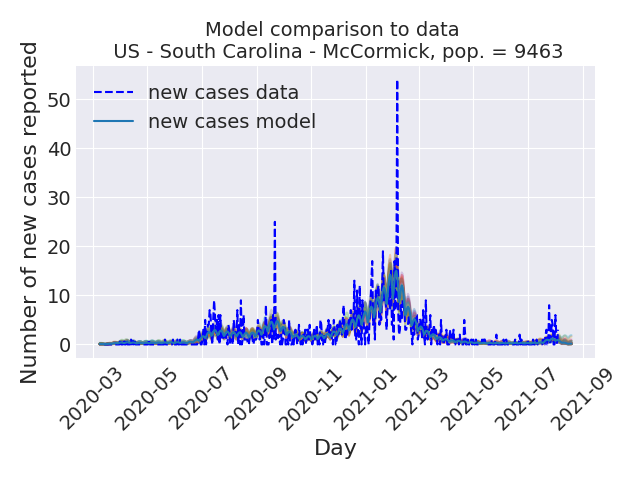 Model comparison to data
US - South Carolina - McCormick, pop. = 9463
Number of new cases reported
50
40
30
20
10
0
new cases data
new cases model
2020-03
2020-05
2020-07
2020-09
2020-11
2021-01
2021-03
2021-05
2021-07
2021-09
Day